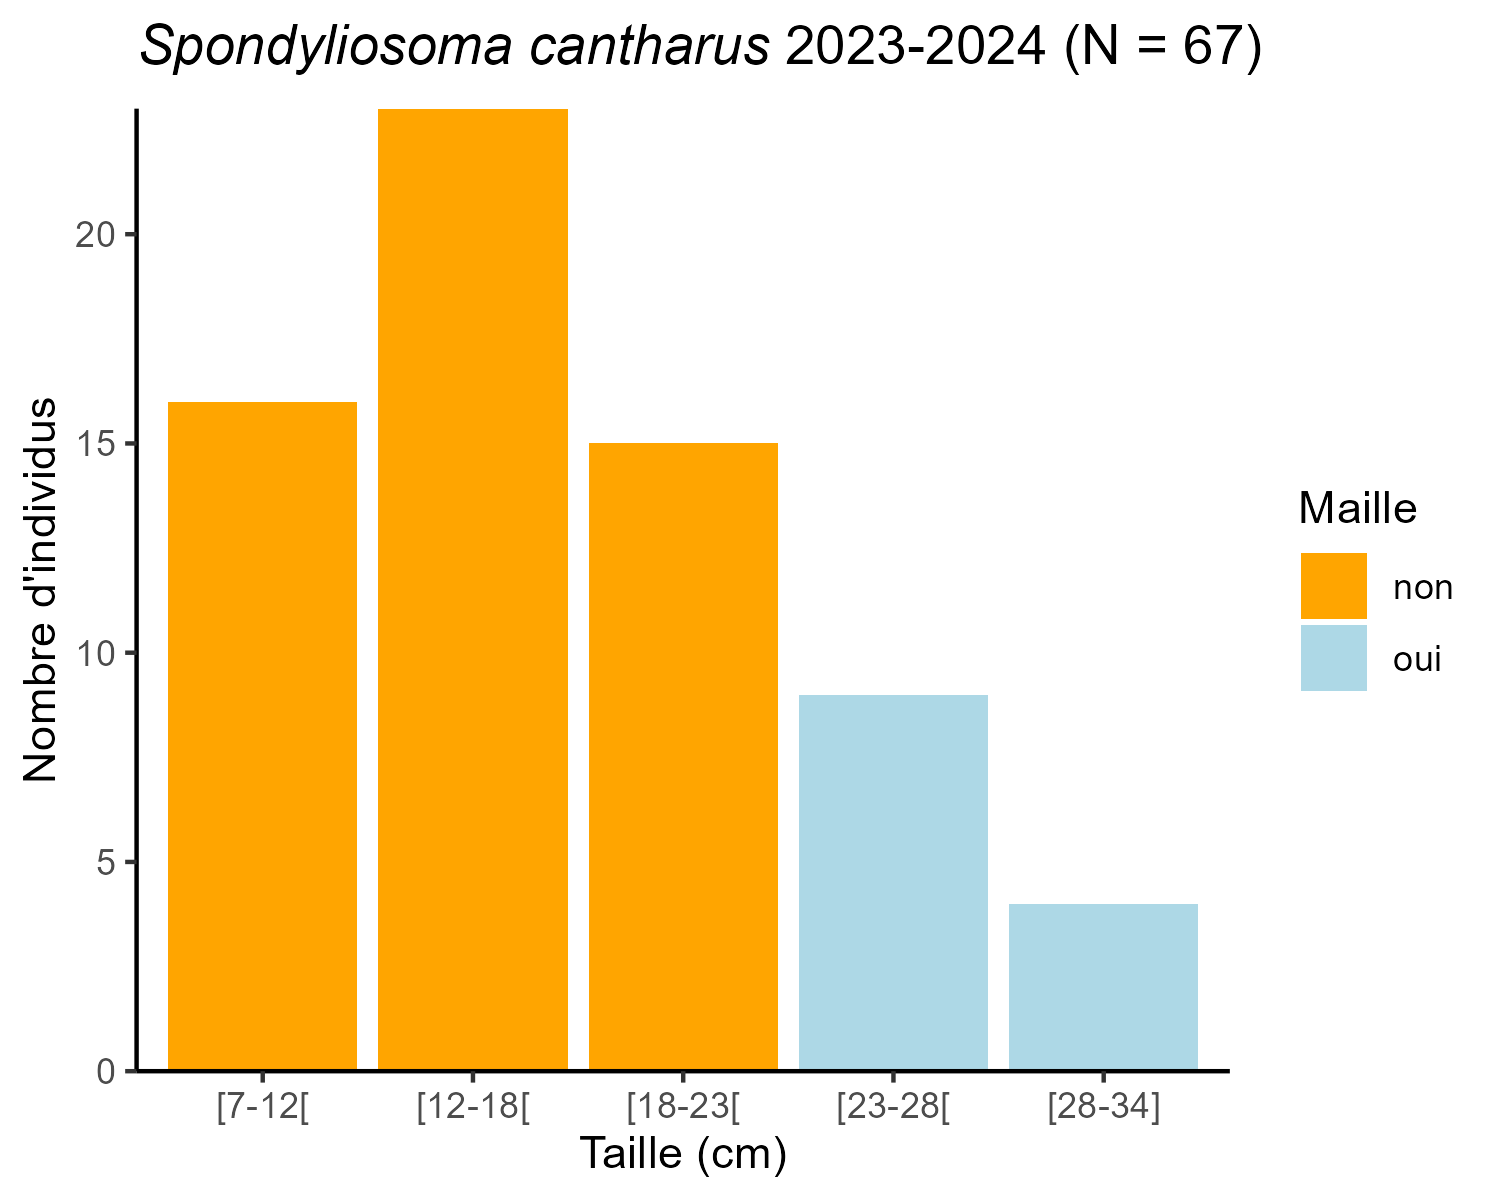 Spondyliosoma cantharus 2023-2024 (N = 67)
Nombre d'individus
20
15
10
5
0
[7-12[
[12-18[
[18-23[
[23-28[
[28-34]
Taille (cm)
Maille
non
oui